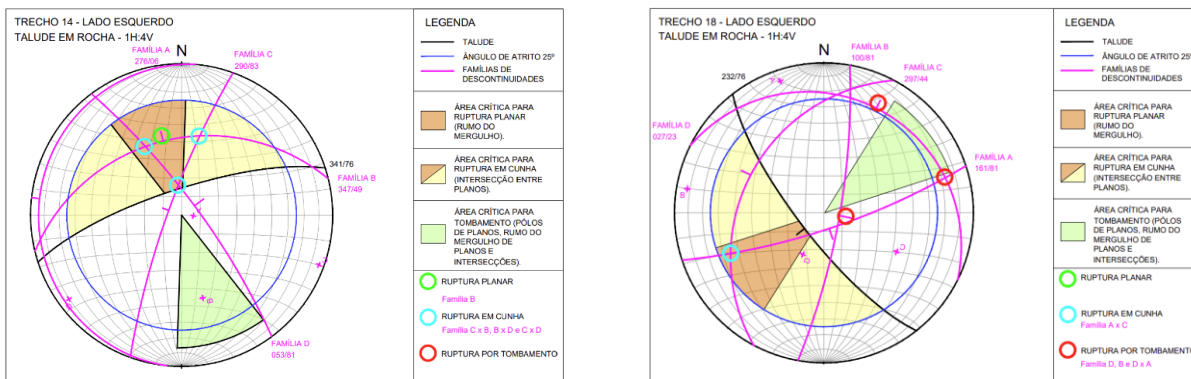 TRECHO 14 - LADO ESQUERDO
TALUDE EM ROCHA - 1H:4V
N
FAMÍLIA A
276/06
FAMÍLIA C
290/83
341/76
FAMÍLIA B
347/49
FAMÍLIA D
053/81
B
LEGENDA
TALUDE
ÂNGULO DE ATRITO 25º
FAMÍLIAS DE
DESCONTINUIDADES
ÁREA CRÍTICA PARA
RUPTURA PLANAR
(RUMO DO
MERGULHO).
ÁREA CRÍTICA PARA
RUPTURA EM CUNHA
(INTERSECÇÃO ENTRE
PLANOS).
ÁREA CRÍTICA PARA
TOMBAMENTO (PÓLOS
DE PLANOS, RUMO DO
MERGULHO DE
PLANOS E
INTERSECÇÕES).
RUPTURA PLANAR
Família B
RUPTURA EM CUNHA
Família C x B, B x D e C x D
RUPTURA POR TOMBAMENTO
TRECHO 18 - LADO ESQUERDO
TALUDE EM ROCHA - 1H:4V
N
FAMÍLIA B
100/81
FAMÍLIA C
297/44
232/76
FAMÍLIA D
027/23
FAMÍLIA A
161/81
A
B
C
D
LEGENDA
TALUDE
ÂNGULO DE ATRITO 25º
FAMÍLIAS DE
DESCONTINUIDADES
ÁREA CRÍTICA PARA
RUPTURA PLANAR
(RUMO DO
MERGULHO).
ÁREA CRÍTICA PARA
RUPTURA EM CUNHA
(INTERSECÇÃO ENTRE
PLANOS).
ÁREA CRÍTICA PARA
TOMBAMENTO (PÓLOS
DE PLANOS, RUMO DO
MERGULHO DE
PLANOS E
INTERSECÇÕES).
RUPTURA PLANAR
RUPTURA EM CUNHA
Família A x C
RUPTURA POR TOMBAMENTO
Família D, B e D x A